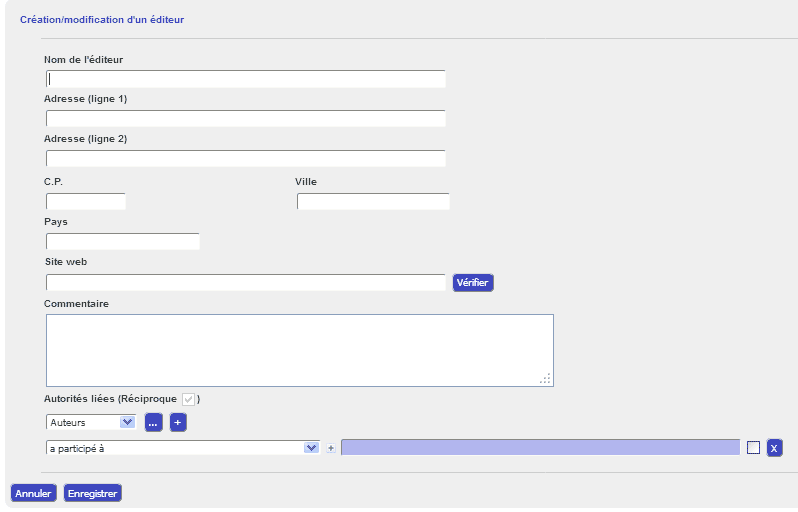 Création/modification d'un éditeur
Nom de l'éditeur
Adresse (ligne 1)
Adresse (ligne 2)
C.P. Ville
Pays
Site web
Vérifier
Commentaire
Autorités liées (Réciproque )
Auteurs ... +
a participé à + X
Annuler Enregistrer